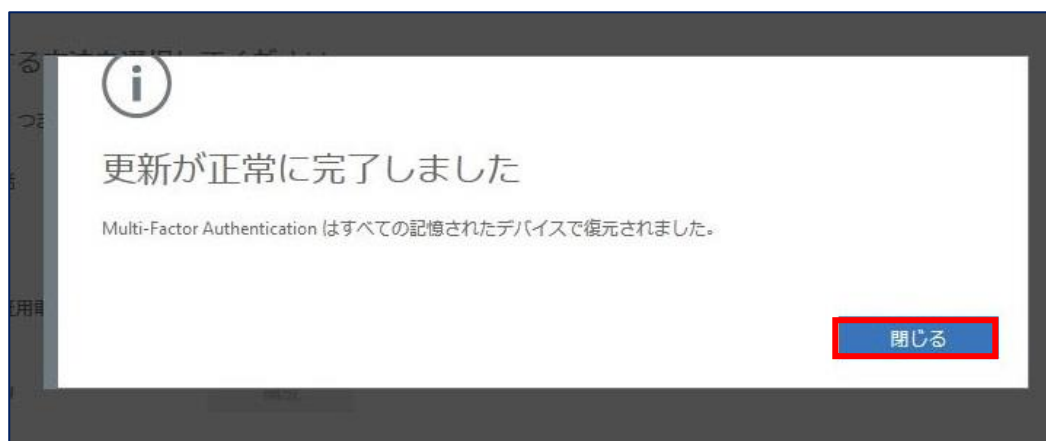 つま
i
更新が正常に完了しました
Multi-Factor Authentication はすべての記憶されたデバイスで復元されました。
閉じる